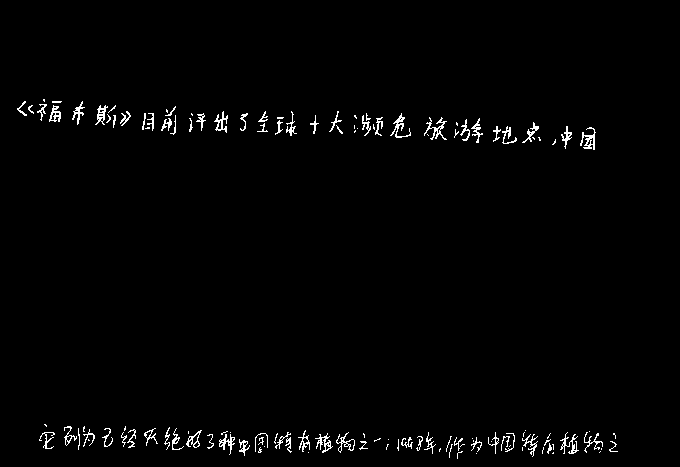 《福布斯》目前评出了全球十大濒危旅游地点,中国
它列为已经灭绝的3种中国特有植物之一;1998年,作为中国特有植物之